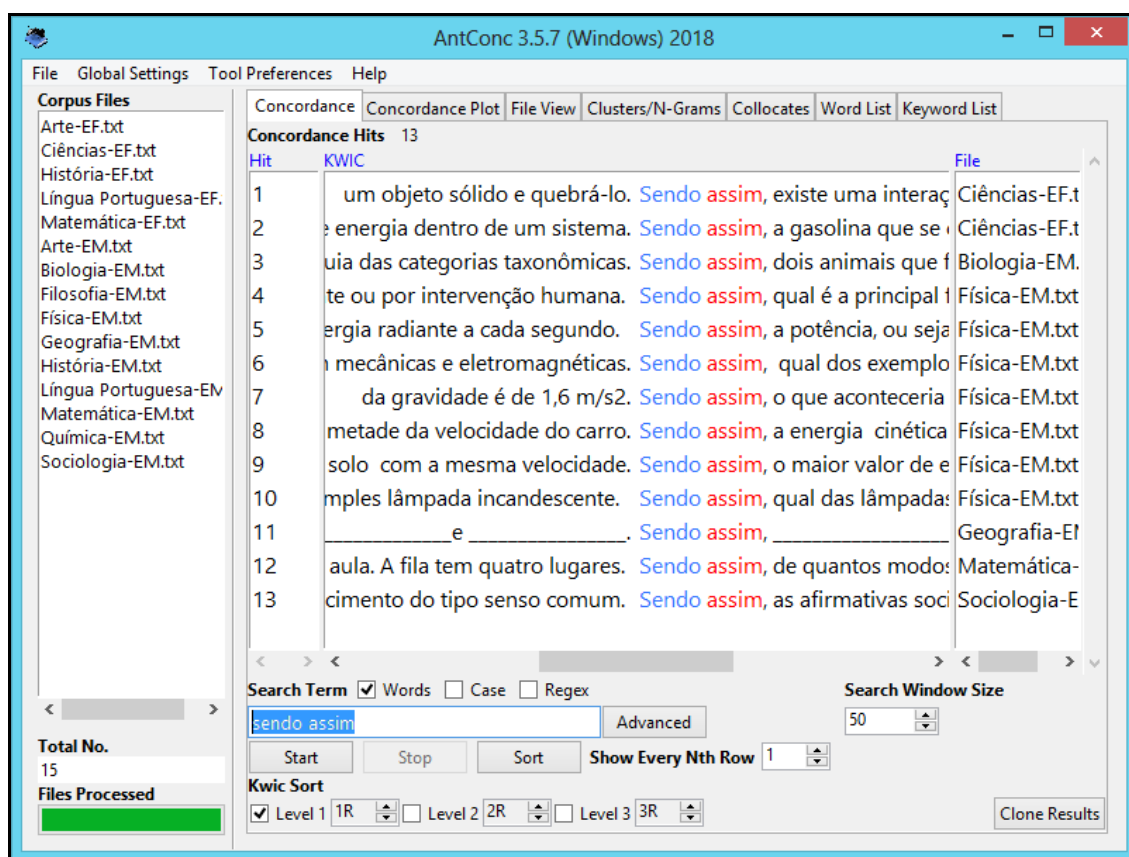 AntConc 3.5.7 (Windows) 2018
File Global Settings Tool Preferences Help
Corpus Files
Arte-EF.txt
Ciências-EF.txt
História-EF.txt
Língua Portuguesa-EF.
Matemática-EF.txt
Arte-EM.txt
Biologia-EM.txt
Filosofia-EM.txt
Física-EM.txt
Geografia-EM.txt
História-EM.txt
Língua Portuguesa-EM
Matemática-EM.txt
Química-EM.txt
Sociologia-EM.txt
Total No.
15
Files Processed
Concordance Concordance Plot File View Clusters/N-Grams Collocates Word List Keyword List
Concordance Hits 13
Hit KWIC File
1 um objeto sólido e quebrá-lo. Sendo assim, existe uma interaç Ciências-EF.t
2 e energia dentro de um sistema. Sendo assim, a gasolina que se Ciências-EF.t
3 uia das categorias taxonômicas. Sendo assim, dois animais que f Biologia-EM.
4 te ou por intervenção humana. Sendo assim, qual é a principal f Física-EM.txt
5 ergia radiante a cada segundo. Sendo assim, a potência, ou seja Física-EM.txt
6 mecânicas e eletromagnéticas. Sendo assim, qual dos exemplo Física-EM.txt
7 da gravidade é de 1,6 m/s2. Sendo assim, o que aconteceria Física-EM.txt
8 metade da velocidade do carro. Sendo assim, a energia cinética Física-EM.txt
9 solo com a mesma velocidade. Sendo assim, o maior valor de e Física-EM.txt
10 mples lâmpada incandescente. Sendo assim, qual das lâmpadas Física-EM.txt
11 _____________e ________________. Sendo assim, __________________ Geografia-EM
12 aula. A fila tem quatro lugares. Sendo assim, de quantos modos Matemática-
13 cimento do tipo senso comum. Sendo assim, as afirmativas soci Sociologia-E
Search Term Words Case Regex Search Window Size
sendo assim Advanced 50
Start Stop Sort Show Every Nth Row 1
Kwic Sort
Level 1 1R Level 2 2R Level 3 3R Clone Results